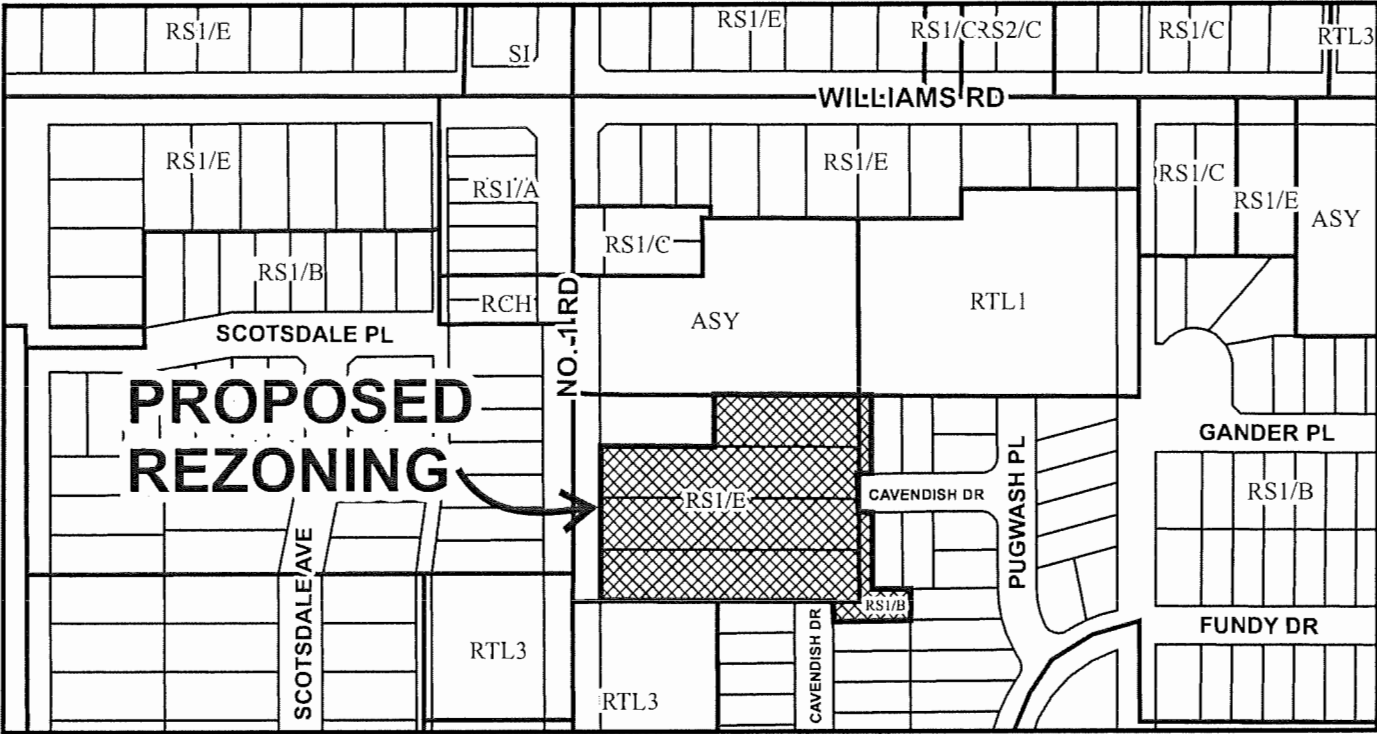 RS1/E
SI
RS1/E
RS1/C
RS2/C
RS1/C
RTL3
WILLIAMS RD
RS1/E
RS1/A
RS1/E
RS1/C
RS1/E
ASY
RS1/B
RS1/C
RCH
NO. 1 RD
ASY
RTL1
SCOTSDALE PL
PROPOSED
REZONING
GANDER PL
RS1/E
CAVENDISH DR
PUGWASH PL
RS1/B
SCOTSDALE AVE
RS1/B
FUNDY DR
RTL3
RTL3
CAVENDISH DR